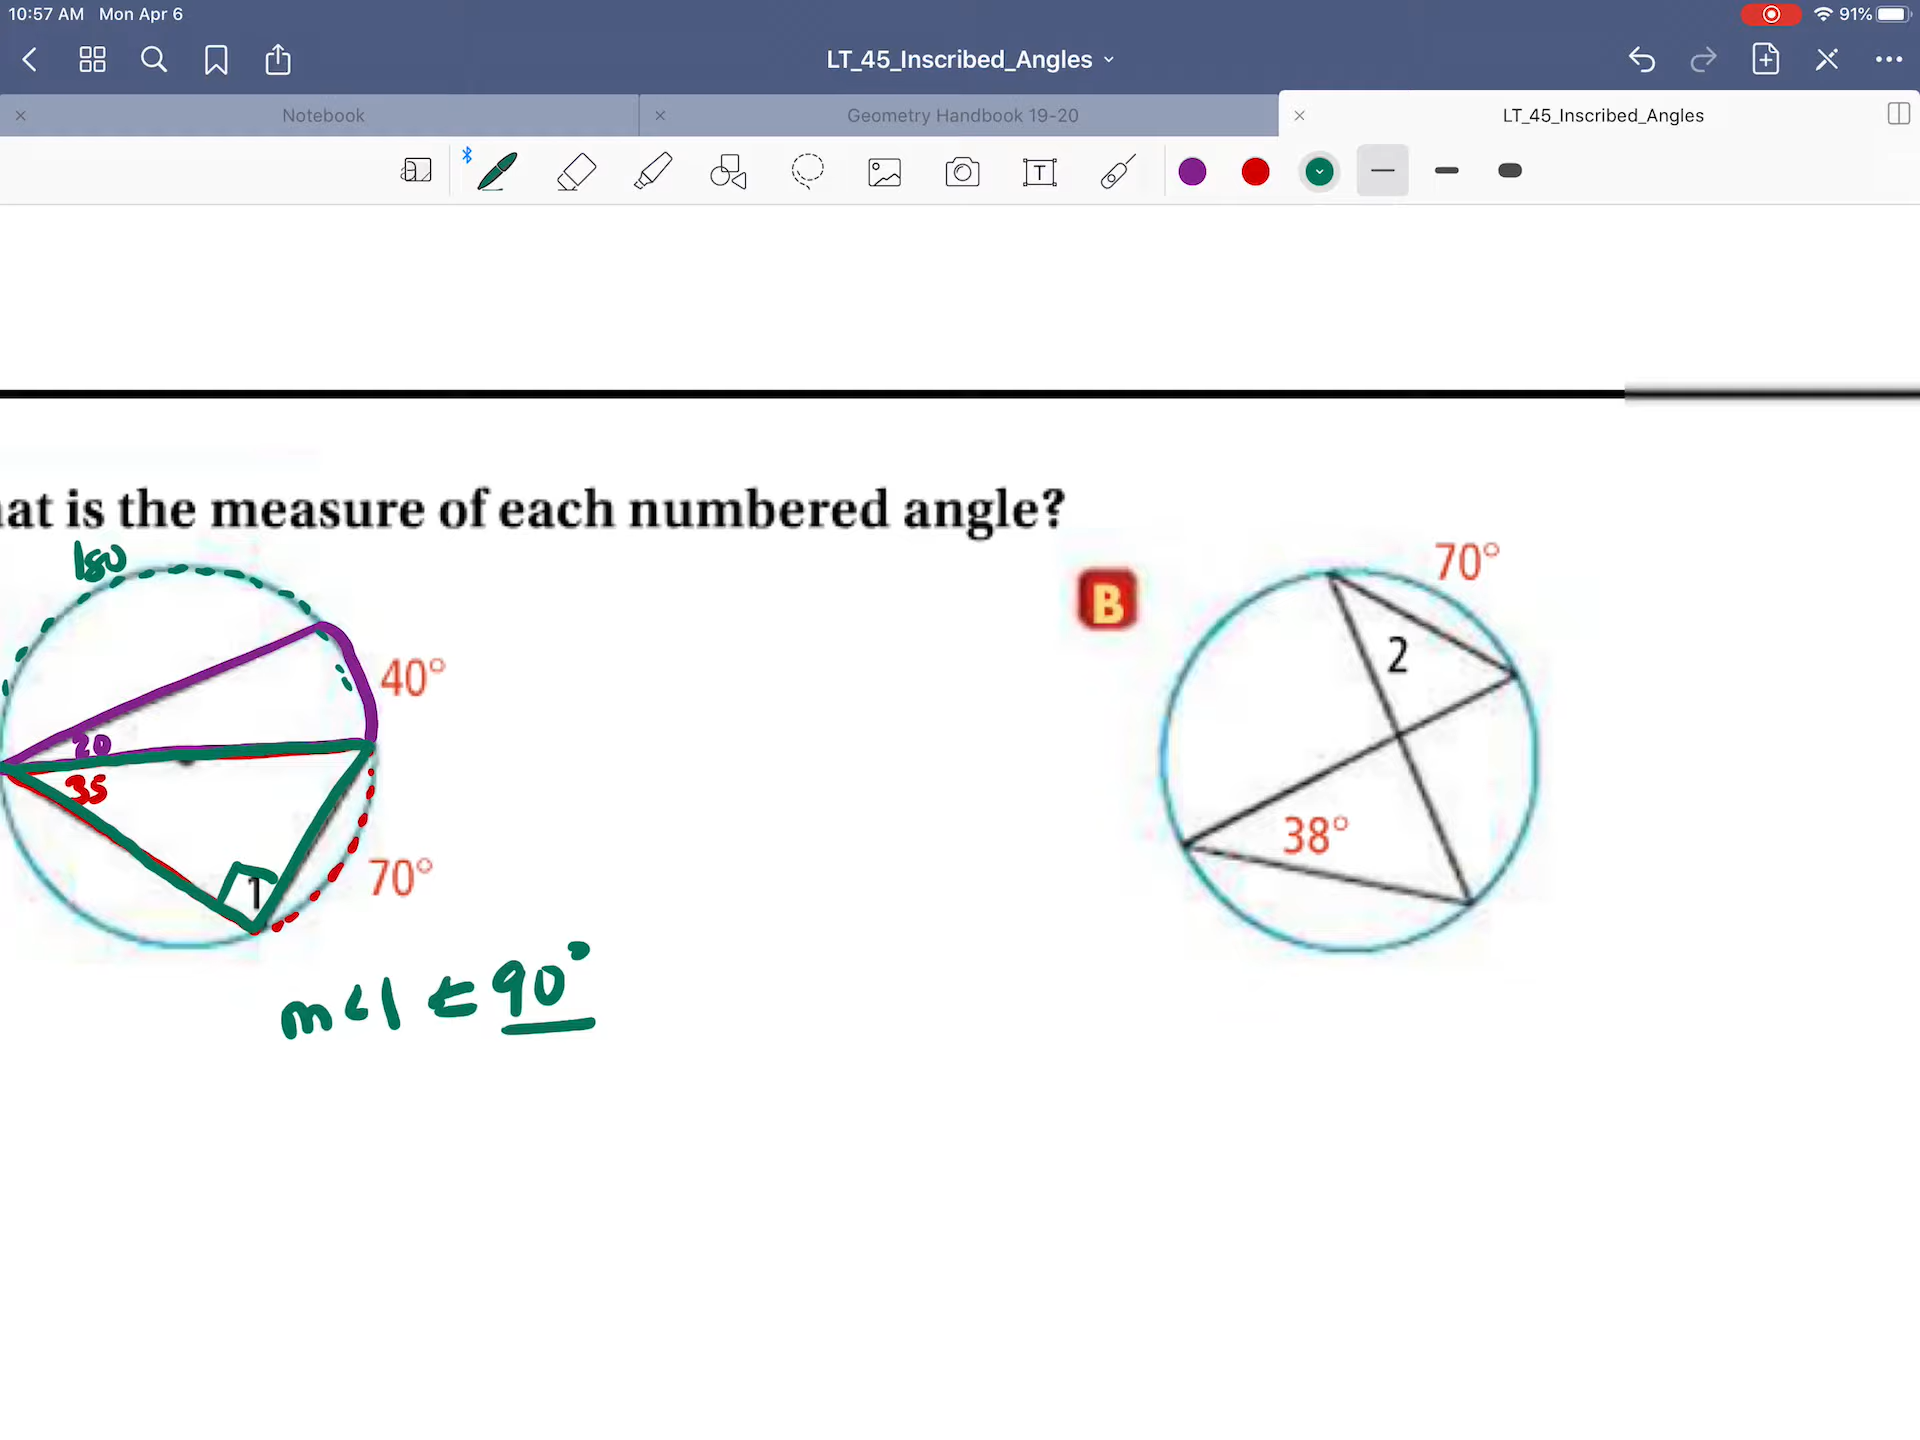 10:57 AM Mon Apr 6
91%
LT_45_Inscribed_Angles
Notebook
Geometry Handbook 19-20
LT_45_Inscribed_Angles
T
at is the measure of each numbered angle?
180
40°
20
35
1
70°
m<1 = 90°
B
70°
2
38°